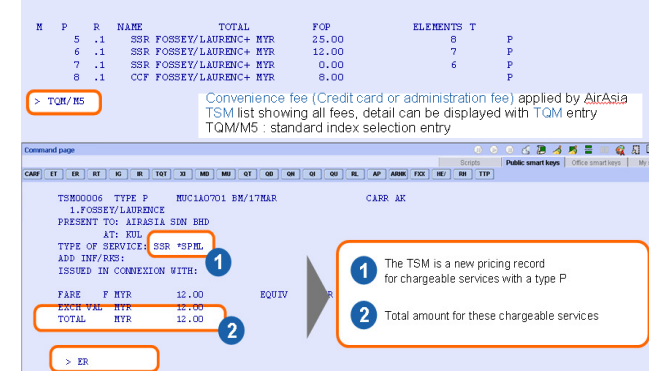 M P R NAME TOTAL FOP ELEMENTS T
5 .1 SSR FOSSEY/LAURENC+ MYR 25.00 8 P
6 .1 SSR FOSSEY/LAURENC+ MYR 12.00 7 P
7 .1 SSR FOSSEY/LAURENC+ MYR 0.00 6 P
8 .1 CCF FOSSEY/LAURENC+ MYR 8.00 P
> TQM/M5
Convenience fee (Credit card or administration fee) applied by AirAsia
TSM list showing all fees, detail can be displayed with TQM entry
TQM/M5 : standard index selection entry
Command page
Scripts Public smart keys Office smart keys My
CARF ET ER RT IG IR TQT XI MD MU QT QD QN QI QU RL AP ARNK FXX HE/ RH TTP
TSM00006 TYPE P MUC1A0701 BM/17MAR CARR AK
1.FOSSEY/LAURENCE
PRESENT TO: AIRASIA SDN BHD
AT: KUL
TYPE OF SERVICE: SSR *SPML
ADD INF/RKS:
ISSUED IN CONNEXION WITH:
1
FARE F MYR 12.00 EQUIV R
EXCH VAL MYR 12.00
TOTAL MYR 12.00
2
> ER
1 The TSM is a new pricing record
for chargeable services with a type P
2 Total amount for these chargeable services